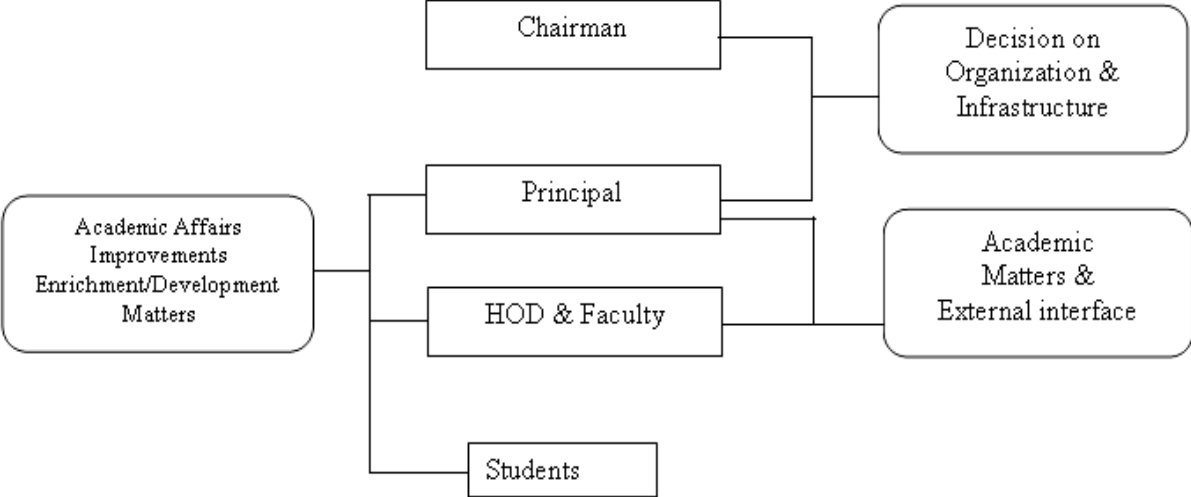 Chairman
Decision on
Organization &
Infrastructure
Principal
Academic Affairs
Improvements
Enrichment/Development
Matters
Academic
Matters &
External interface
HOD & Faculty
Students